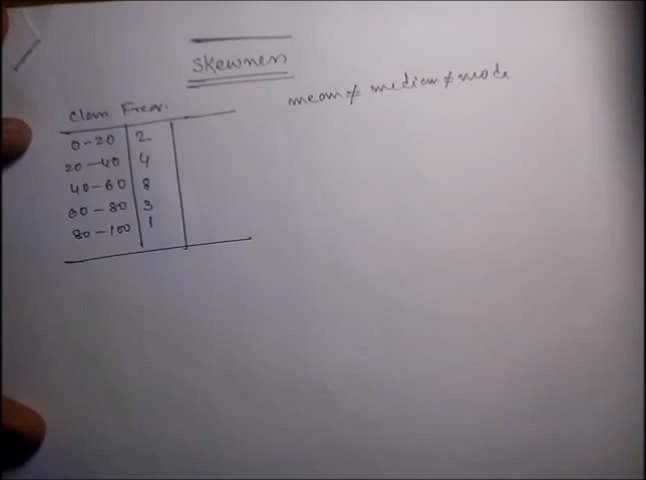 Skewness
mean ≠ median ≠ mode
Class Freq.
0-20 2
20-40 4
40-60 8
60-80 3
80-100 1